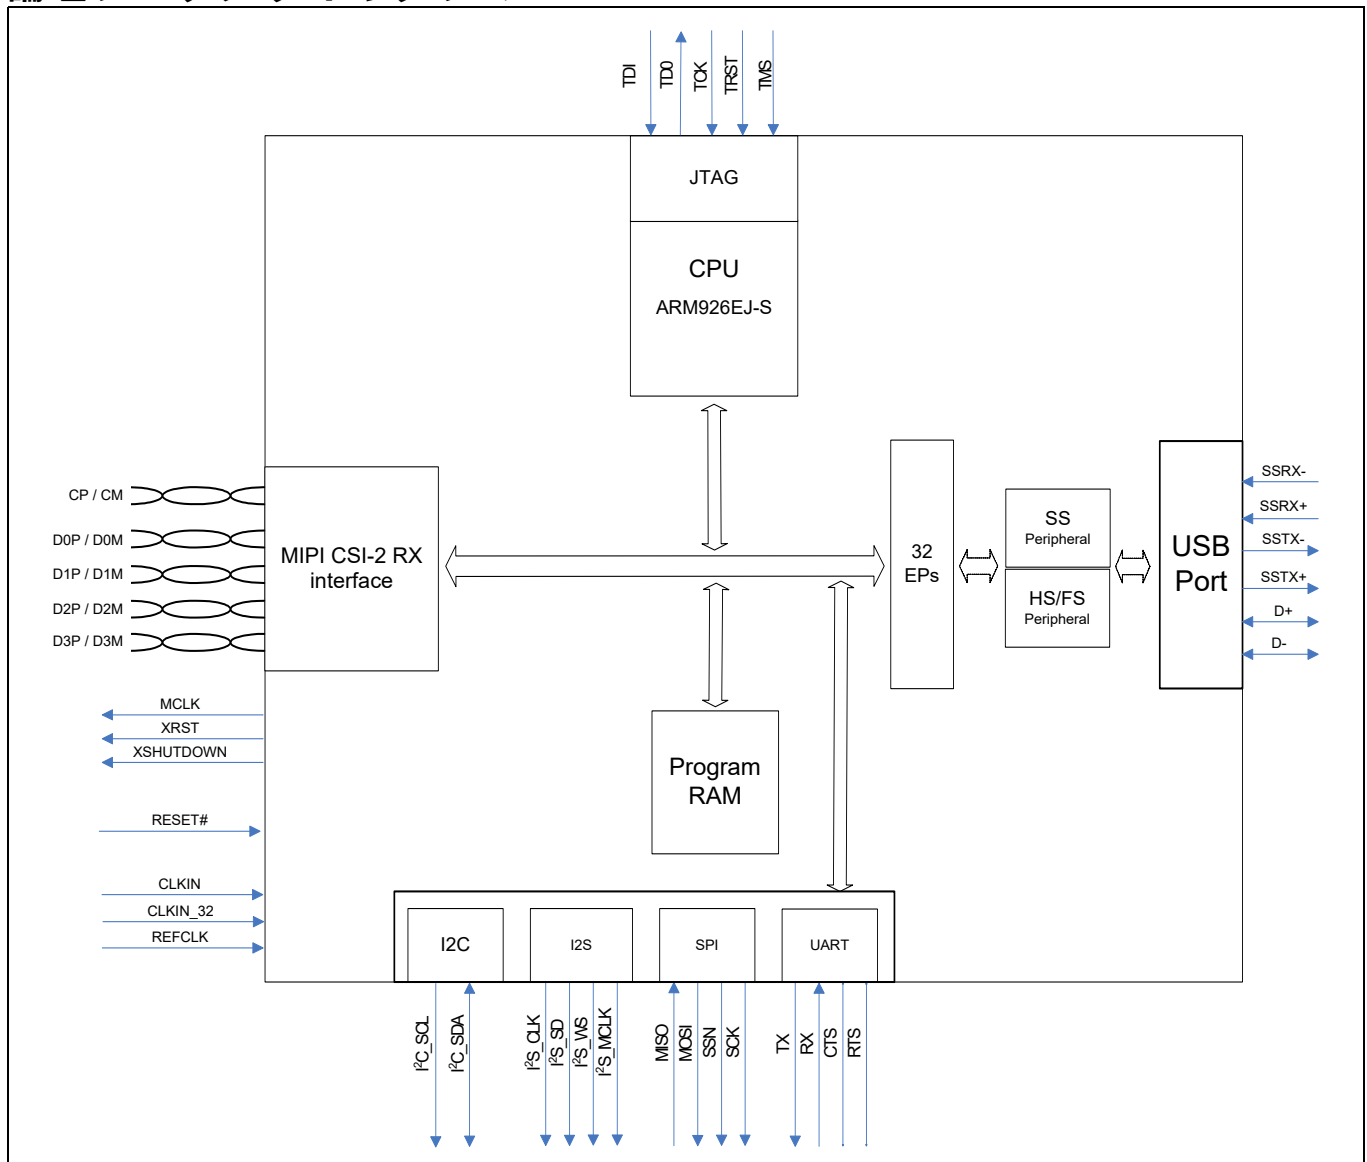 TDI
TD0
TCK
TRST
TMS
JTAG
CPU
ARM926EJ-S
CP / CM
D0P / D0M
D1P / D1M
D2P / D2M
D3P / D3M
MIPI CSI-2 RX
interface
32
EPs
SS
Peripheral
HS/FS
Peripheral
USB
Port
SSRX-
SSRX+
SSTX-
SSTX+
D+
D-
MCLK
XRST
XSHUTDOWN
RESET#
CLKIN
CLKIN_32
REFCLK
Program
RAM
I2C
I2S
SPI
UART
I²C_SCL
I²C_SDA
I²S_CLK
I²S_SD
I²S_WS
I²S_MCLK
MISO
MOSI
SSN
SCK
TX
RX
CTS
RTS